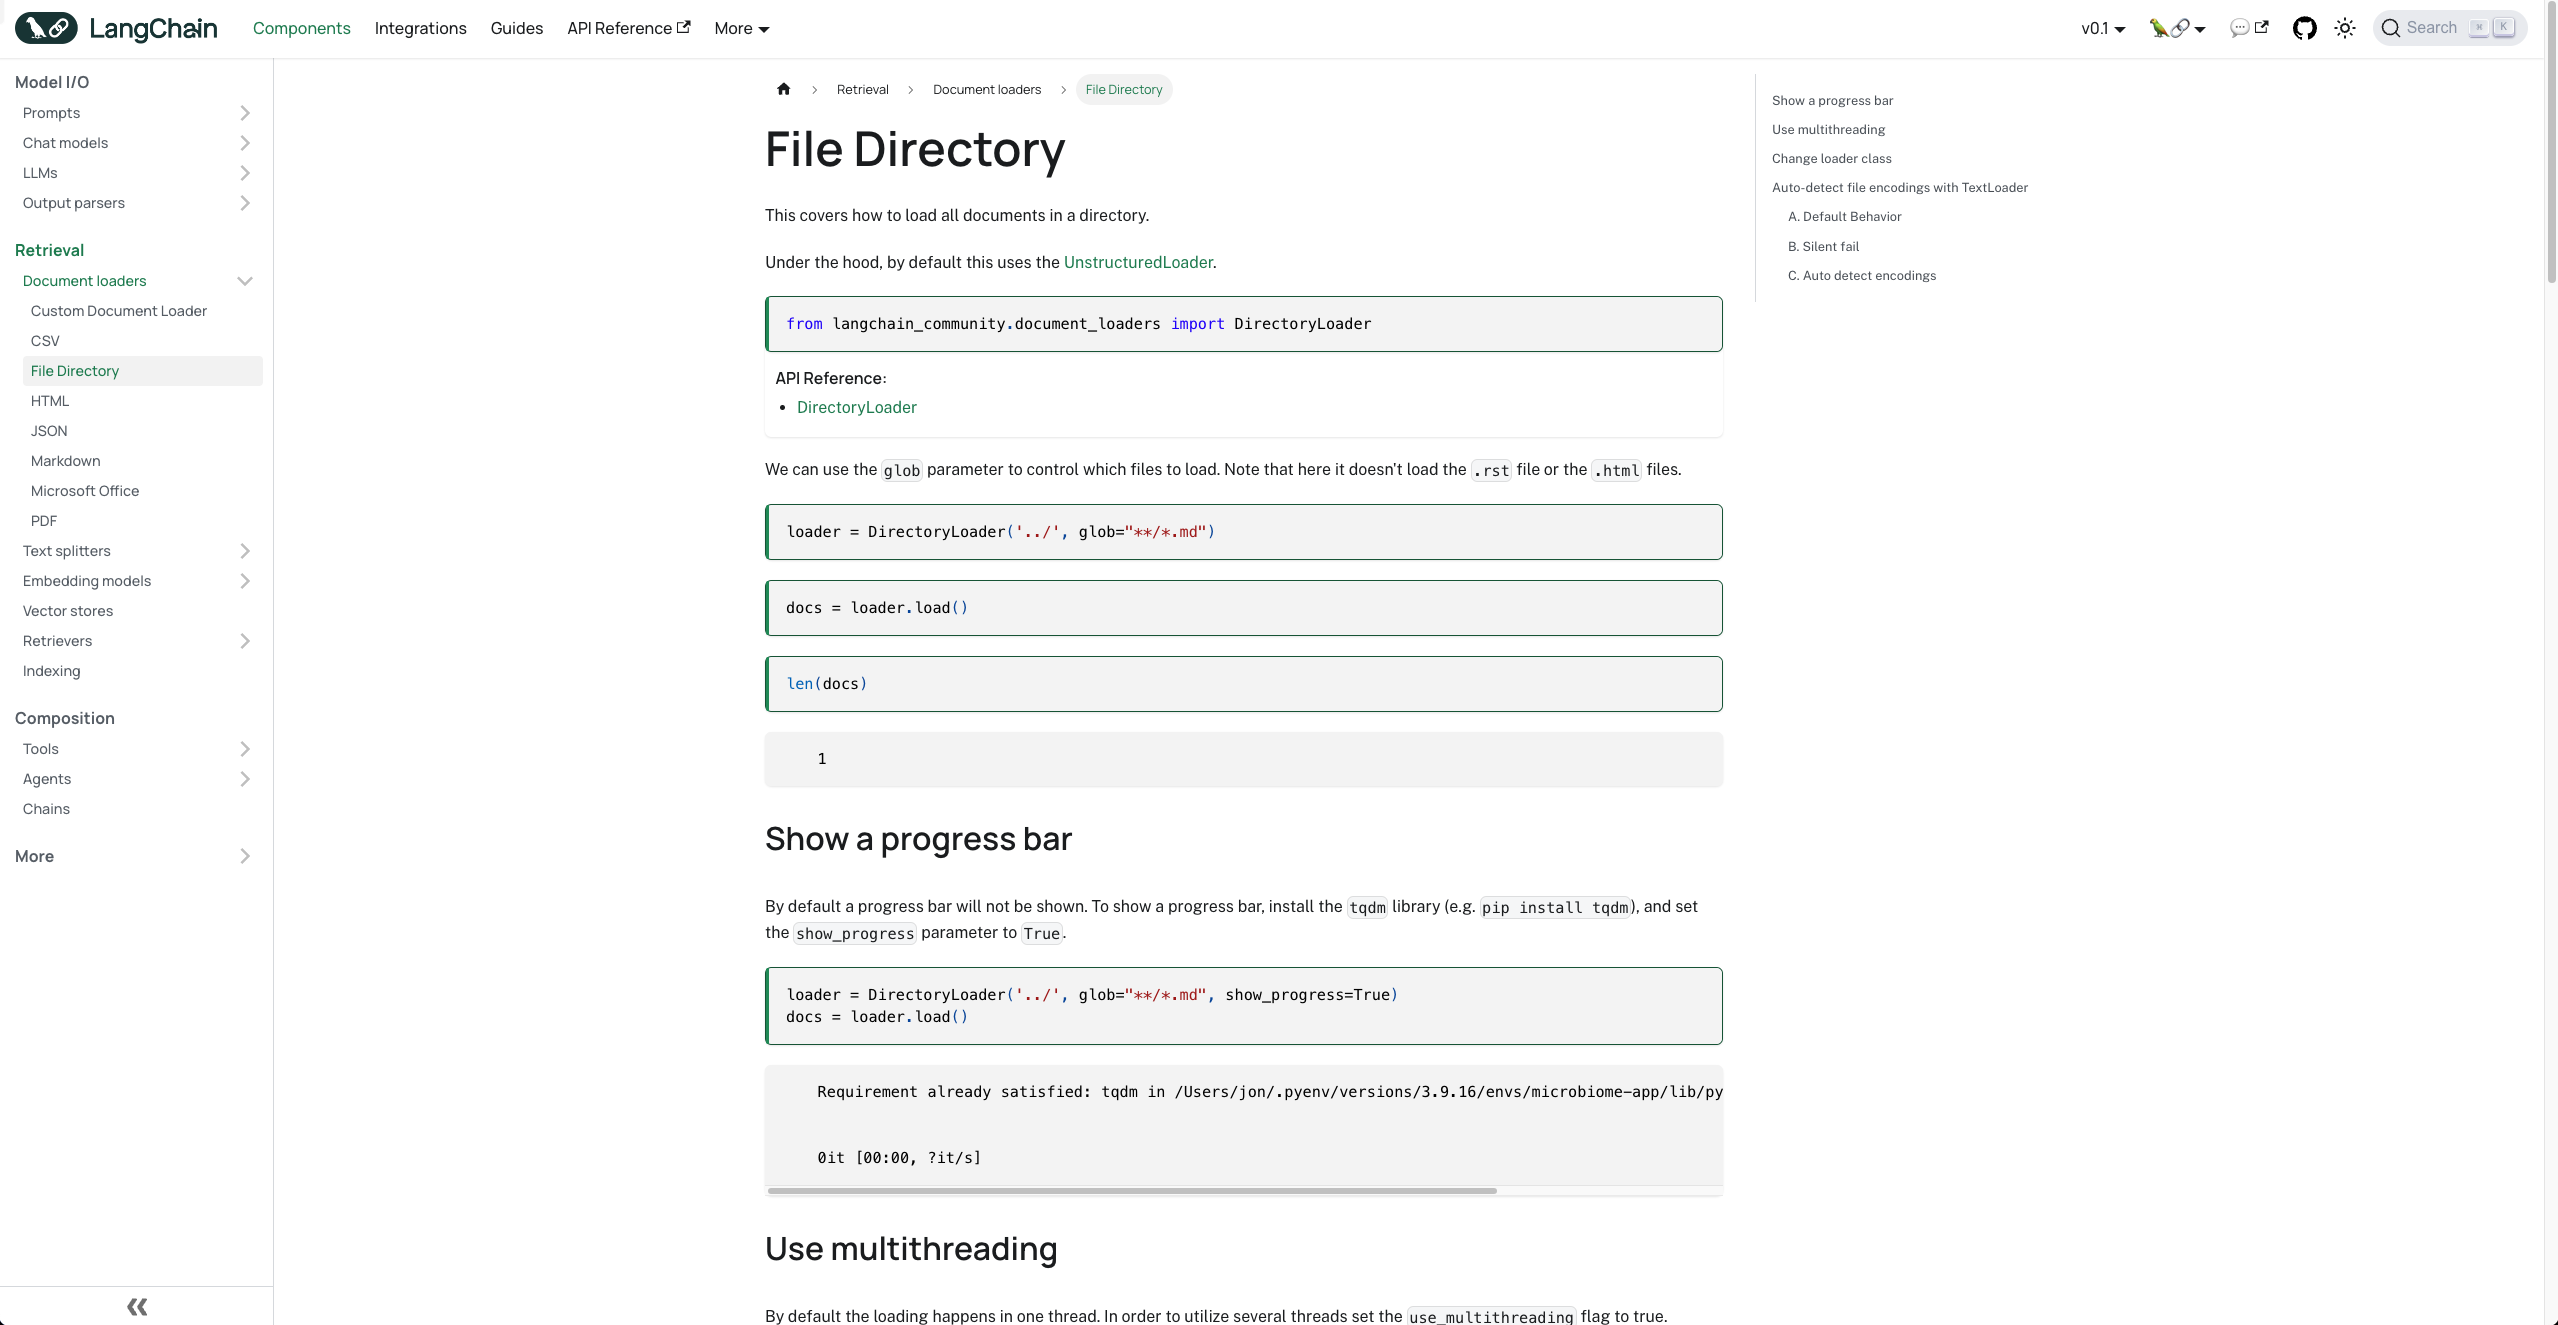 LangChain
Components
Integrations
Guides
API Reference
More
v0.1
Search
K
Model I/O
Prompts
Chat models
LLMs
Output parsers
Retrieval
Document loaders
Custom Document Loader
CSV
File Directory
HTML
JSON
Markdown
Microsoft Office
PDF
Text splitters
Embedding models
Vector stores
Retrievers
Indexing
Composition
Tools
Agents
Chains
More
Retrieval
Document loaders
File Directory
File Directory
This covers how to load all documents in a directory.
Under the hood, by default this uses the UnstructuredLoader.
from langchain_community.document_loaders import DirectoryLoader
API Reference:
• DirectoryLoader
We can use the glob parameter to control which files to load. Note that here it doesn't load the .rst file or the .html files.
loader = DirectoryLoader('../', glob="**/*.md")
docs = loader.load()
len(docs)
1
Show a progress bar
By default a progress bar will not be shown. To show a progress bar, install the tqdm library (e.g. pip install tqdm), and set
the show_progress parameter to True.
loader = DirectoryLoader('../', glob="**/*.md", show_progress=True)
docs = loader.load()
Requirement already satisfied: tqdm in /Users/jon/.pyenv/versions/3.9.16/envs/microbiome-app/lib/py
0it [00:00, ?it/s]
Use multithreading
By default the loading happens in one thread. In order to utilize several threads set the use_multithreading flag to true.
Show a progress bar
Use multithreading
Change loader class
Auto-detect file encodings with TextLoader
A. Default Behavior
B. Silent fail
C. Auto detect encodings